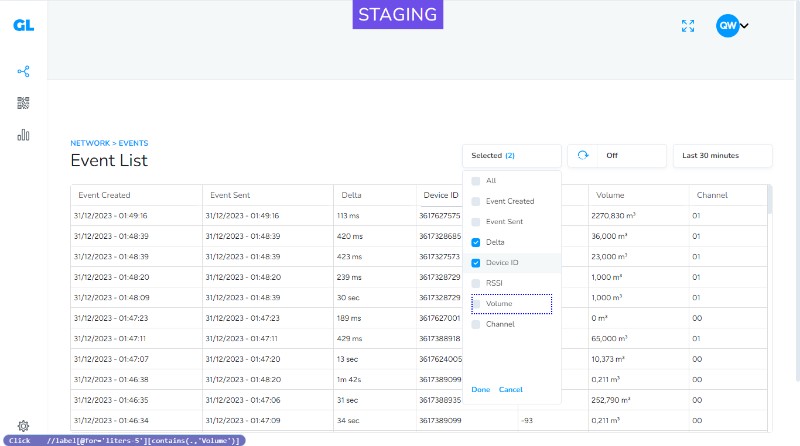 STAGING
GL
QW
NETWORK > EVENTS
Event List
Selected (2)
Off
Last 30 minutes
Event Created Event Sent Delta Device ID Volume Channel
31/12/2023 - 01:49:16 31/12/2023 - 01:49:16 113 ms 3617627575 2270,830 m³ 01
31/12/2023 - 01:48:39 31/12/2023 - 01:48:39 420 ms 3617328685 36,000 m³ 01
31/12/2023 - 01:48:39 31/12/2023 - 01:48:39 423 ms 3617327573 23,000 m³ 01
31/12/2023 - 01:48:20 31/12/2023 - 01:48:20 239 ms 3617328729 1,000 m³ 01
31/12/2023 - 01:48:09 31/12/2023 - 01:48:39 30 sec 3617328729 1,000 m³ 01
31/12/2023 - 01:47:23 31/12/2023 - 01:47:23 189 ms 3617627001 0 m³ 00
31/12/2023 - 01:47:11 31/12/2023 - 01:47:11 429 ms 3617388918 65,000 m³ 01
31/12/2023 - 01:47:07 31/12/2023 - 01:47:20 13 sec 3617624005 10,373 m³ 00
31/12/2023 - 01:46:38 31/12/2023 - 01:48:20 1m 42s 3617389099 0,211 m³ 00
31/12/2023 - 01:46:35 31/12/2023 - 01:47:06 31 sec 3617388935 252,790 m³ 00
31/12/2023 - 01:46:34 31/12/2023 - 01:47:09 34 sec 3617389099 -93 0,211 m³ 00
All
Event Created
Event Sent
Delta
Device ID
RSSI
Volume
Channel
Done Cancel
Click //label[@for='liters-5'][contains(.,'Volume')]